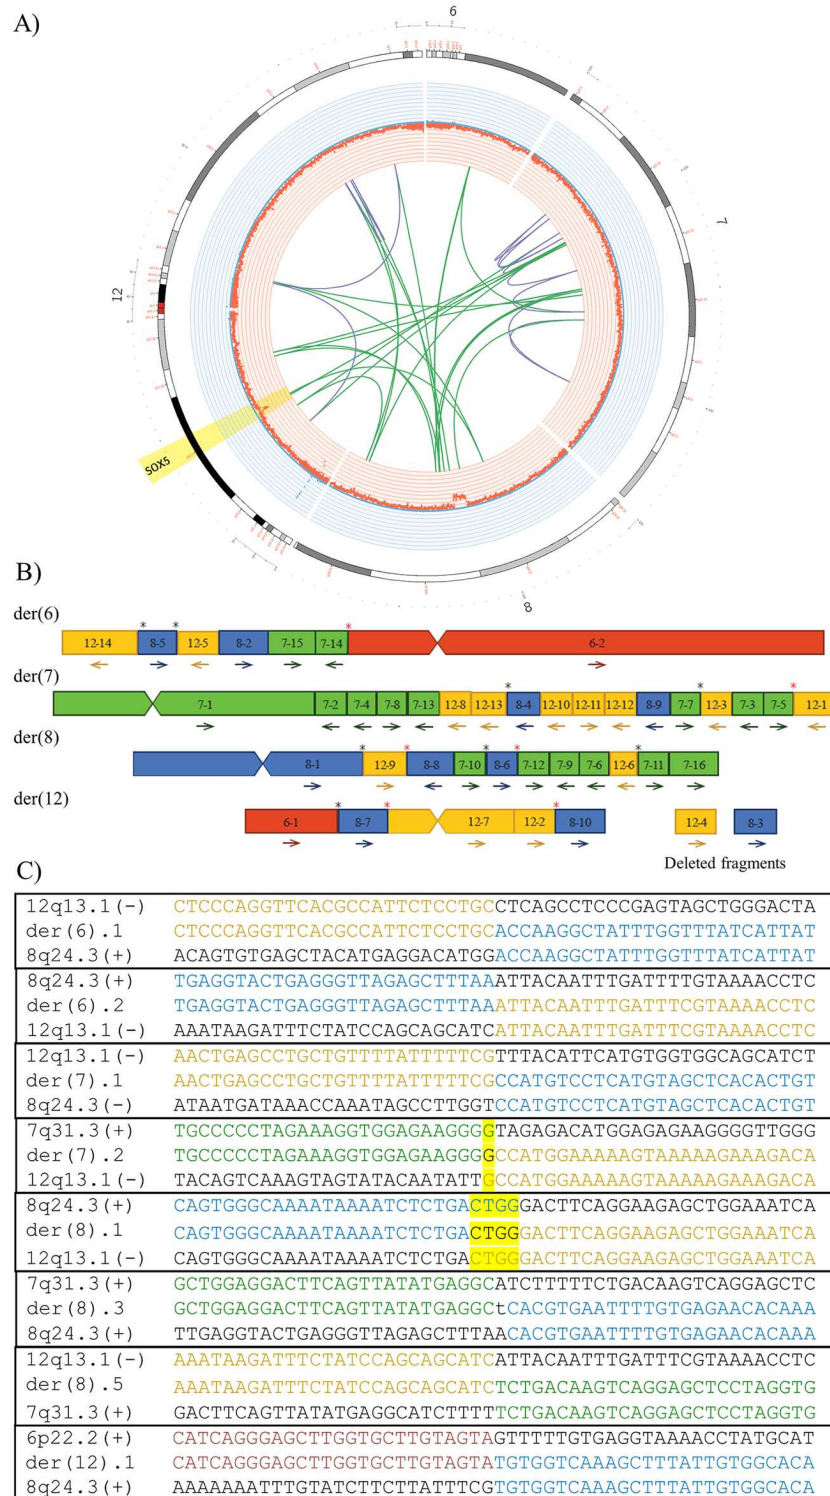 A)
6
7
12
SOX5
8
B)
der(6)
* * *
12-14 8-5 12-5 8-2 7-15 7-14 6-2
der(7)
* * *
7-1 7-2 7-4 7-8 7-13 12-8 12-13 8-4 12-10 12-11 12-12 8-9 7-7 12-3 7-3 7-5 12-1
der(8)
* * * * *
8-1 12-9 8-8 7-10 8-6 7-12 7-9 7-6 12-6 7-11 7-16
der(12)
* * *
6-1 8-7 12-7 12-2 8-10 12-4 8-3
Deleted fragments
C)
12q13.1(-) CTCCCAGGTTCACGCCATTCTCCTGCCTCAGCCTCCCGAGTAGCTGGGACTA
der(6).1 CTCCCAGGTTCACGCCATTCTCCTGCACCAAGGCTATTTGGTTTATCATTAT
8q24.3(+) ACAGTGTGAGCTACATGAGGACATGGACCAAGGCTATTTGGTTTATCATTAT
8q24.3(+) TGAGGTACTGAGGGTTAGAGCTTTAAATTACAATTTGATTTTGTAAAACCTC
der(6).2 TGAGGTACTGAGGGTTAGAGCTTTAAATTACAATTTGATTTCGTAAAACCTC
12q13.1(-) AAATAAGATTTCTATCCAGCAGCATCATTACAATTTGATTTCGTAAAACCTC
12q13.1(-) AACTGAGCCTGCTGTTTTATTTTTCGTTTACATTCATGTGGTGGCAGCATCT
der(7).1 AACTGAGCCTGCTGTTTTATTTTTCGCCATGTCCTCATGTAGCTCACACTGT
8q24.3(-) ATAATGATAAACCAAATAGCCTTGGTCCATGTCCTCATGTAGCTCACACTGT
7q31.3(+) TGCCCCCTAGAAAGGTGGAGAAGGGGTAGAGACATGGAGAGAAGGGGTTGGG
der(7).2 TGCCCCCTAGAAAGGTGGAGAAGGGGCCATGGAAAAAGTAAAAAGAAAGACA
12q13.1(-) TACAGTCAAAGTAGTATACAATATTGCCATGGAAAAAGTAAAAAGAAAGACA
8q24.3(+) CAGTGGGCAAAATAAAATCTCTGACTGGGACTTCAGGAAGAGCTGGAAATCA
der(8).1 CAGTGGGCAAAATAAAATCTCTGACTGGGACTTCAGGAAGAGCTGGAAATCA
12q13.1(-) CAGTGGGCAAAATAAAATCTCTGACTGGGACTTCAGGAAGAGCTGGAAATCA
7q31.3(+) GCTGGAGGACTTCAGTTATATGAGGCATCTTTTTCTGACAAGTCAGGAGCTC
der(8).3 GCTGGAGGACTTCAGTTATATGAGGCtCACGTGAATTTTGTGAGAACACAAA
8q24.3(+) TTGAGGTACTGAGGGTTAGAGCTTTAACACGTGAATTTTGTGAGAACACAAA
12q13.1(-) AAATAAGATTTCTATCCAGCAGCATCATTACAATTTGATTTCGTAAAACCTC
der(8).5 AAATAAGATTTCTATCCAGCAGCATCTCTGACAAGTCAGGAGCTCCTAGGTG
7q31.3(+) GACTTCAGTTATATGAGGCATCTTTTTCTGACAAGTCAGGAGCTCCTAGGTG
6p22.2(+) CATCAGGGAGCTTGGTGCTTGTAGTAGTTTTTGTGAGGTAAAACCTATGCAT
der(12).1 CATCAGGGAGCTTGGTGCTTGTAGTATGTGGTCAAAGCTTTATTGTGGCACA
8q24.3(+) AAAAAAATTTGTATCTTCTTATTTCGTGTGGTCAAAGCTTTATTGTGGCACA